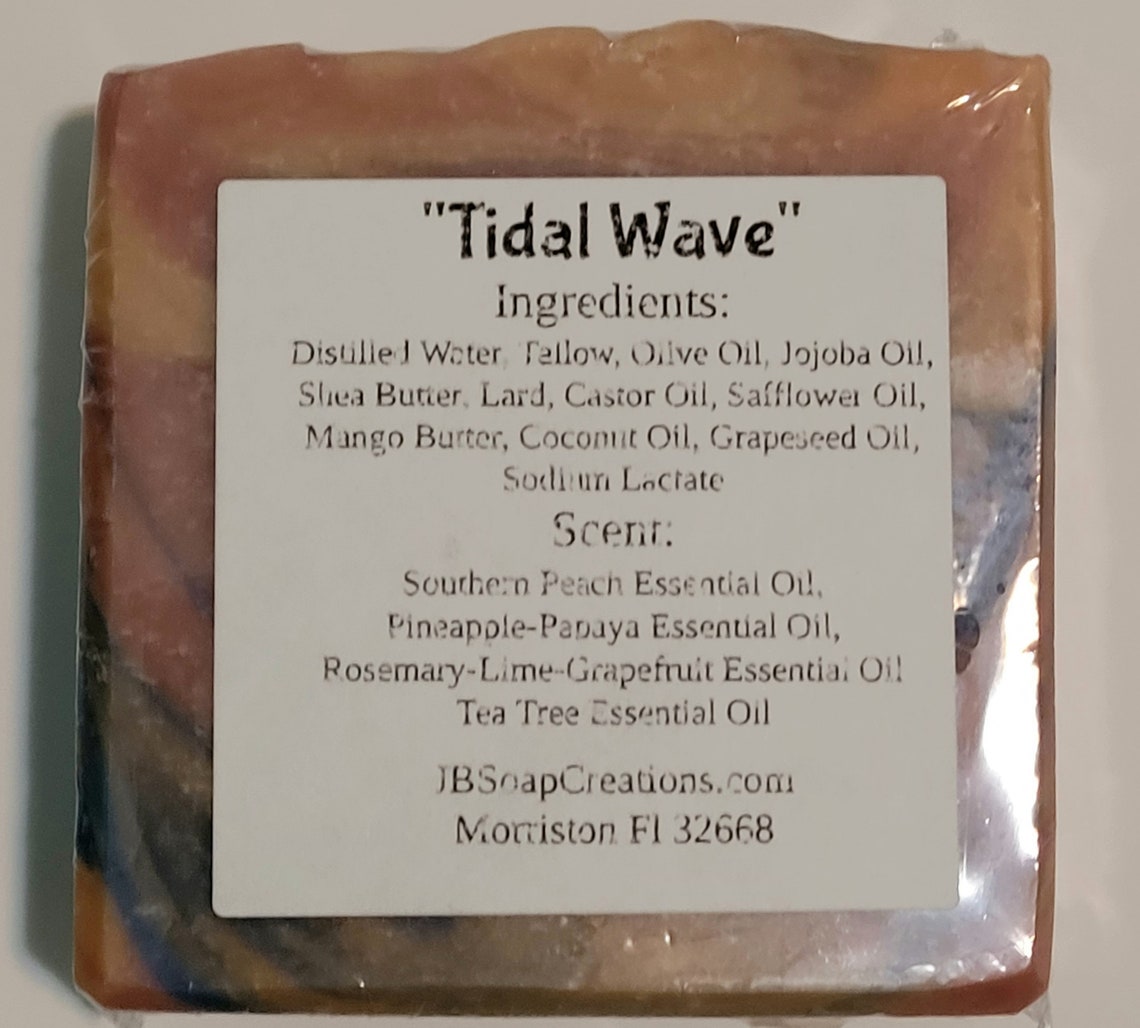 "Tidal Wave"
Ingredients:
Distilled Water, Tallow, Olive Oil, Jojoba Oil,
Shea Butter, Lard, Castor Oil, Safflower Oil,
Mango Butter, Coconut Oil, Grapeseed Oil,
Sodium Lactate
Scent:
Southern Peach Essential Oil,
Pineapple-Papaya Essential Oil,
Rosemary-Lime-Grapefruit Essential Oil
Tea Tree Essential Oil
JBSoapCreations.com
Morriston Fl 32668